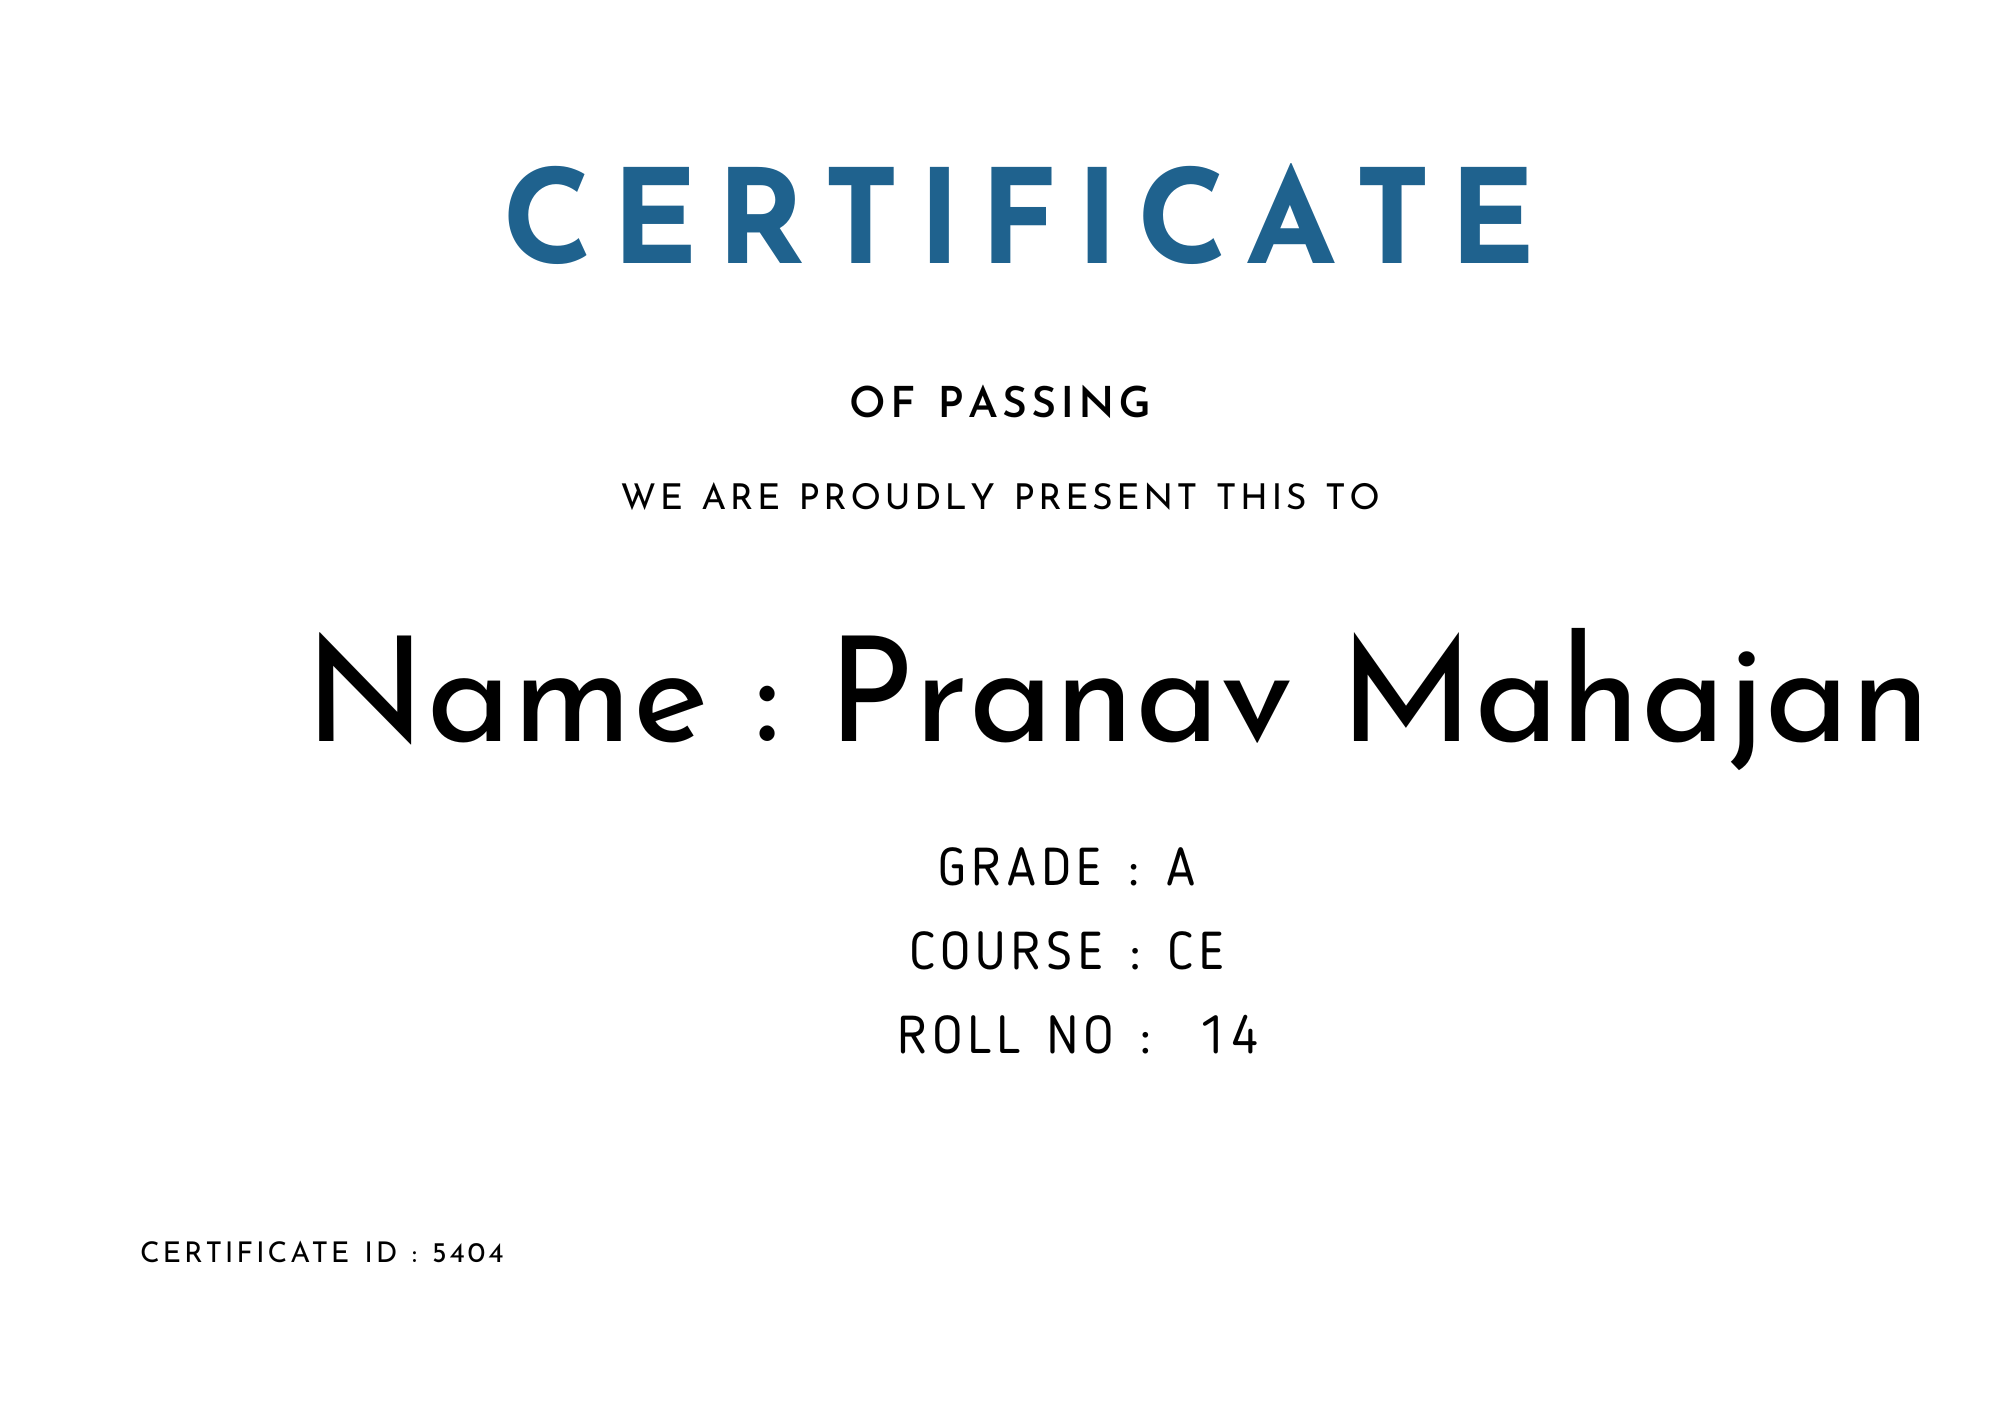 CERTIFICATE
OF PASSING
WE ARE PROUDLY PRESENT THIS TO
Name : Pranav Mahajan
GRADE : A
COURSE : CE
ROLL NO : 14
CERTIFICATE ID : 5404